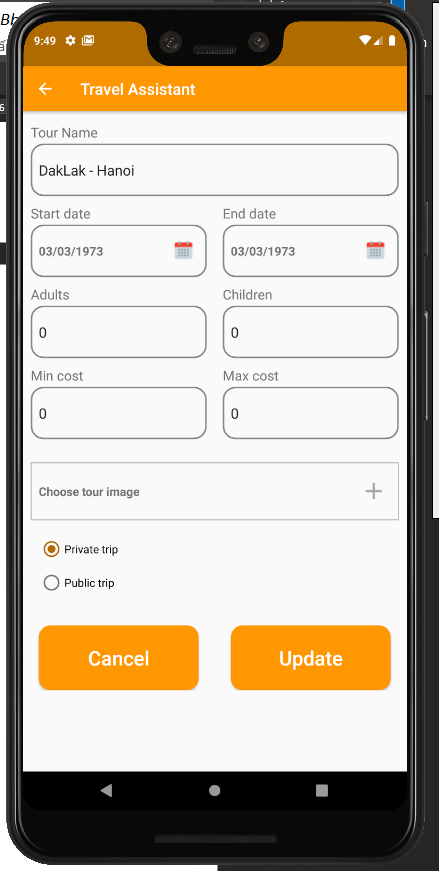 9:49
Travel Assistant
Tour Name
DakLak - Hanoi
Start date End date
03/03/1973 03/03/1973
Adults Children
0 0
Min cost Max cost
0 0
Choose tour image
Private trip
Public trip
Cancel Update